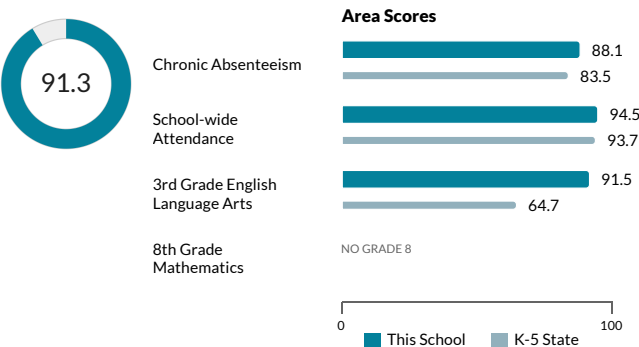 Area Scores
91.3
Chronic Absenteeism
88.1
83.5
School-wide
Attendance
94.5
93.7
3rd Grade English
Language Arts
91.5
64.7
8th Grade
Mathematics
NO GRADE 8
0
100
This School
K-5 State